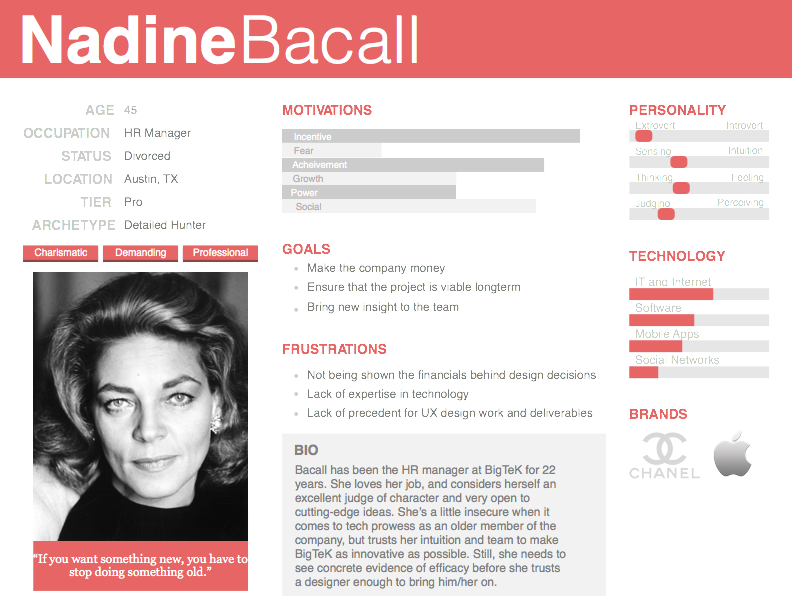 NadineBacall
AGE 45
OCCUPATION HR Manager
STATUS Divorced
LOCATION Austin, TX
TIER Pro
ARCHETYPE Detailed Hunter
Charismatic Demanding Professional
“If you want something new, you have to
stop doing something old.”
MOTIVATIONS
Incentive
Fear
Acheivement
Growth
Power
Social
GOALS
Make the company money
Ensure that the project is viable longterm
Bring new insight to the team
FRUSTRATIONS
Not being shown the financials behind design decisions
Lack of expertise in technology
Lack of precedent for UX design work and deliverables
BIO
Bacall has been the HR manager at BigTeK for 22
years. She loves her job, and considers herself an
excellent judge of character and very open to
cutting-edge ideas. She’s a little insecure when it
comes to tech prowess as an older member of the
company, but trusts her intuition and team to make
BigTeK as innovative as possible. Still, she needs to
see concrete evidence of efficacy before she trusts
a designer enough to bring him/her on.
PERSONALITY
Extrovert Introvert
Sensing Intuition
Thinking Feeling
Judging Perceiving
TECHNOLOGY
IT and Internet
Software
Mobile Apps
Social Networks
BRANDS
CHANEL